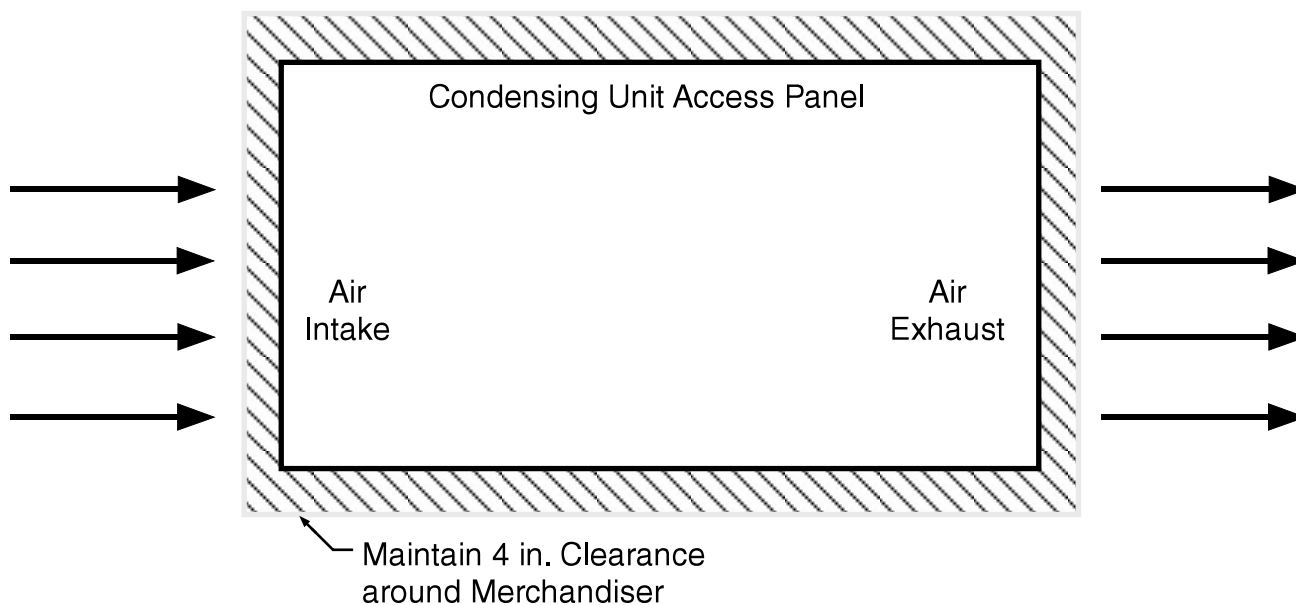 Condensing Unit Access Panel
Air
Intake
Air
Exhaust
Maintain 4 in. Clearance
around Merchandiser